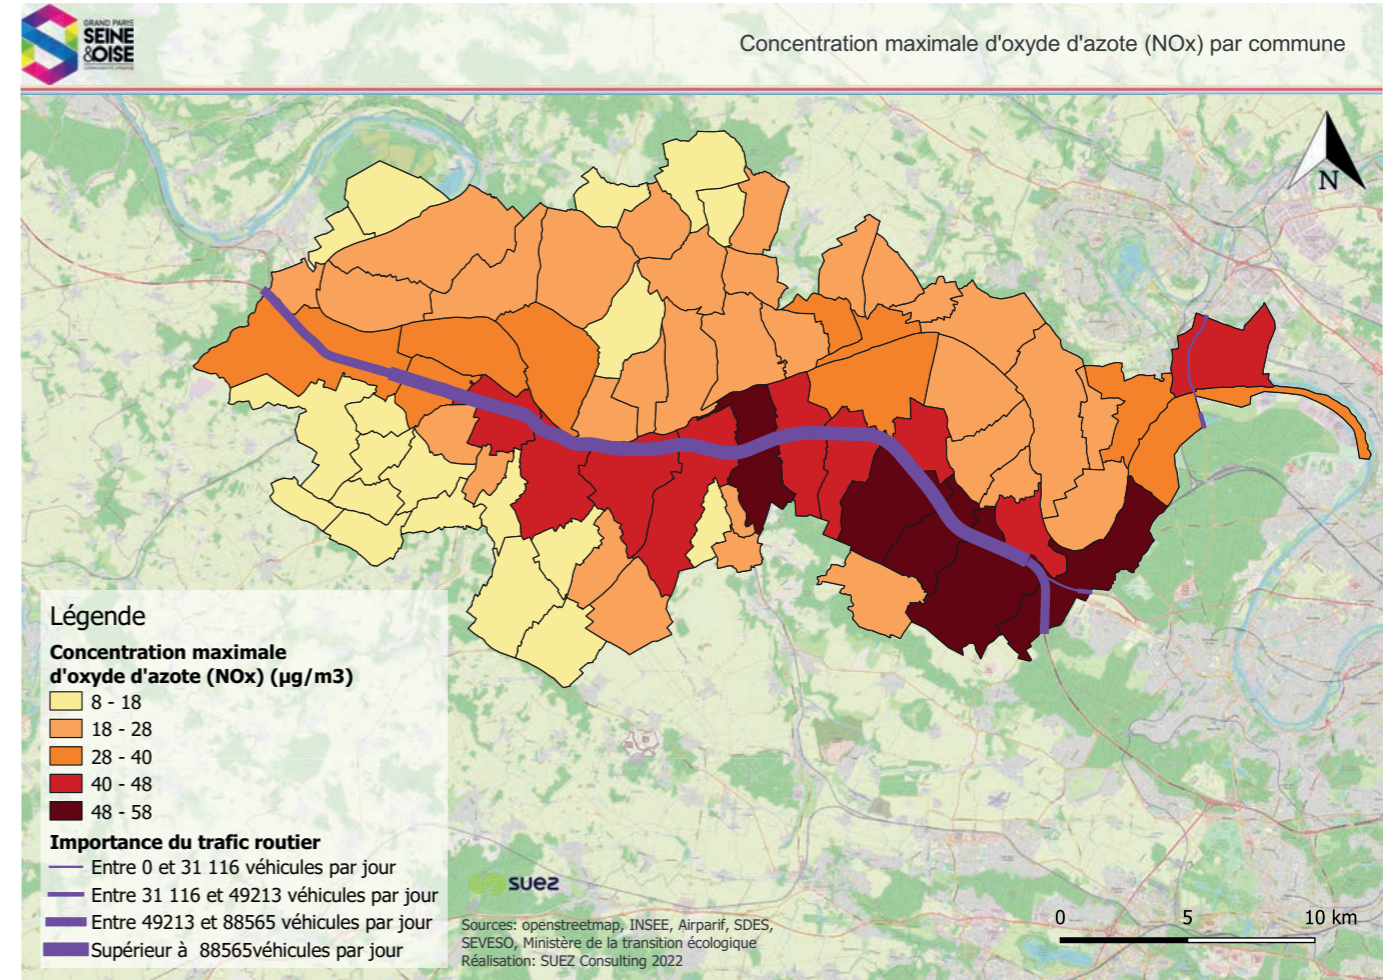 GRAND PARIS
SEINE
&OISE
COMMUNAUTÉ URBAINE
Concentration maximale d'oxyde d'azote (NOx) par commune
N
Légende
Concentration maximale
d'oxyde d'azote (NOx) (µg/m3)
8 - 18
18 - 28
28 - 40
40 - 48
48 - 58
Importance du trafic routier
Entre 0 et 31 116 véhicules par jour
Entre 31 116 et 49213 véhicules par jour
Entre 49213 et 88565 véhicules par jour
Supérieur à 88565véhicules par jour
suez
Sources: openstreetmap, INSEE, Airparif, SDES,
SEVESO, Ministère de la transition écologique
Réalisation: SUEZ Consulting 2022
0 5 10 km